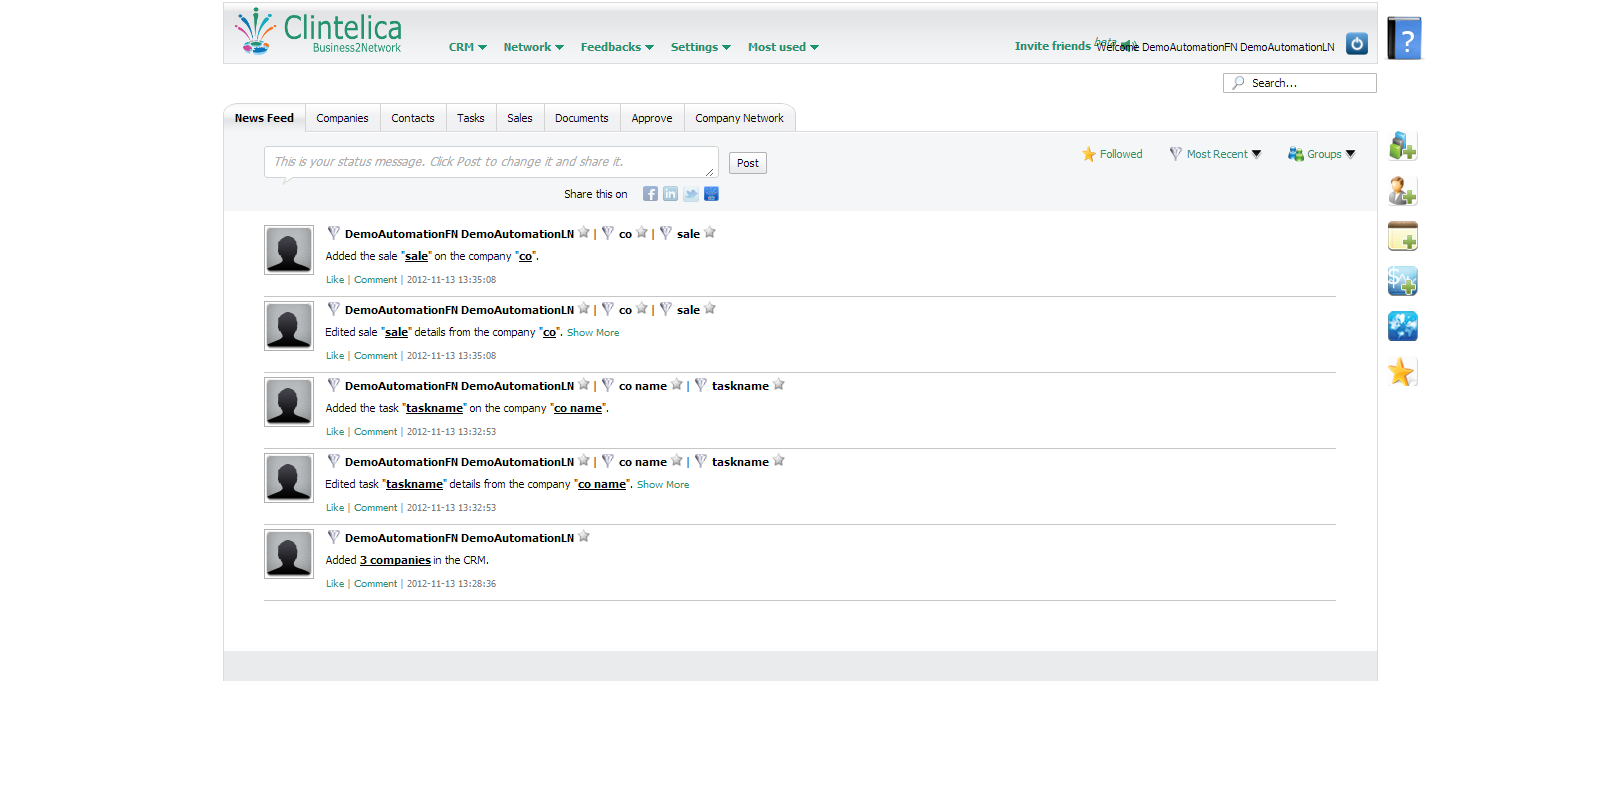 Clintelica
Business2Network
CRM Network Feedbacks Settings Most used
Invite friends beta Welcome DemoAutomationFN DemoAutomationLN
?
Search...
News Feed Companies Contacts Tasks Sales Documents Approve Company Network
This is your status message. Click Post to change it and share it. Post
Followed Most Recent Groups
Share this on
DemoAutomationFN DemoAutomationLN | co | sale
Added the sale "sale" on the company "co".
Like | Comment | 2012-11-13 13:35:08
DemoAutomationFN DemoAutomationLN | co | sale
Edited sale "sale" details from the company "co". Show More
Like | Comment | 2012-11-13 13:35:08
DemoAutomationFN DemoAutomationLN | co name | taskname
Added the task "taskname" on the company "co name".
Like | Comment | 2012-11-13 13:32:53
DemoAutomationFN DemoAutomationLN | co name | taskname
Edited task "taskname" details from the company "co name". Show More
Like | Comment | 2012-11-13 13:32:53
DemoAutomationFN DemoAutomationLN
Added 3 companies in the CRM.
Like | Comment | 2012-11-13 13:28:36